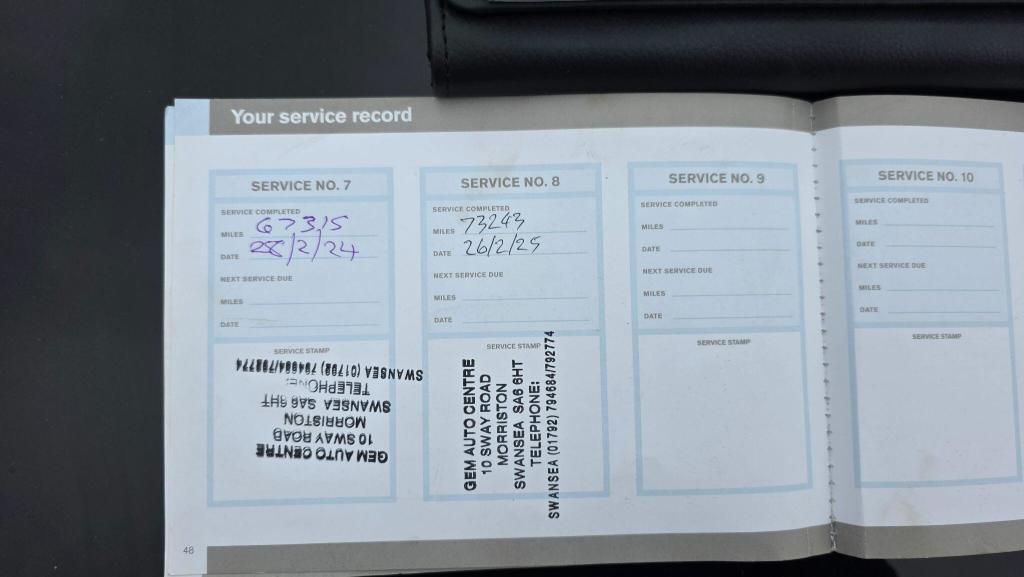 Your service record
SERVICE NO. 7
SERVICE COMPLETED
MILES 67315
DATE 28/2/24
NEXT SERVICE DUE
MILES
DATE
SERVICE STAMP
GEM AUTO CENTRE
10 SWAY ROAD
MORRISTON
SWANSEA SA6 6HT
TELEPHONE:
SWANSEA (01792) 794684/792774
SERVICE NO. 8
SERVICE COMPLETED
MILES 73243
DATE 26/2/25
NEXT SERVICE DUE
MILES
DATE
SERVICE STAMP
GEM AUTO CENTRE
10 SWAY ROAD
MORRISTON
SWANSEA SA6 6HT
TELEPHONE:
SWANSEA (01792) 794684/792774
SERVICE NO. 9
SERVICE COMPLETED
MILES
DATE
NEXT SERVICE DUE
MILES
DATE
SERVICE STAMP
SERVICE NO. 10
SERVICE COMPLETED
MILES
DATE
NEXT SERVICE DUE
MILES
DATE
SERVICE STAMP
48